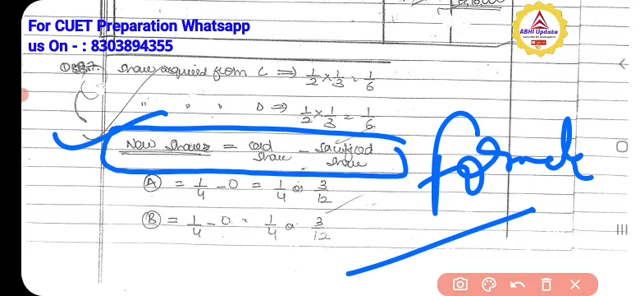 For CUET Preparation Whatsapp
us On - : 8303894355
ABHI Update
Share acquired from C ⇒ 1/2 × 1/3 = 1/6
" " " D ⇒ 1/2 × 1/3 = 1/6
New Shares = old share - sacrificed share
(A) = 1/4 - 0 = 1/4 or 3/12
(B) = 1/4 - 0 = 1/4 or 3/12